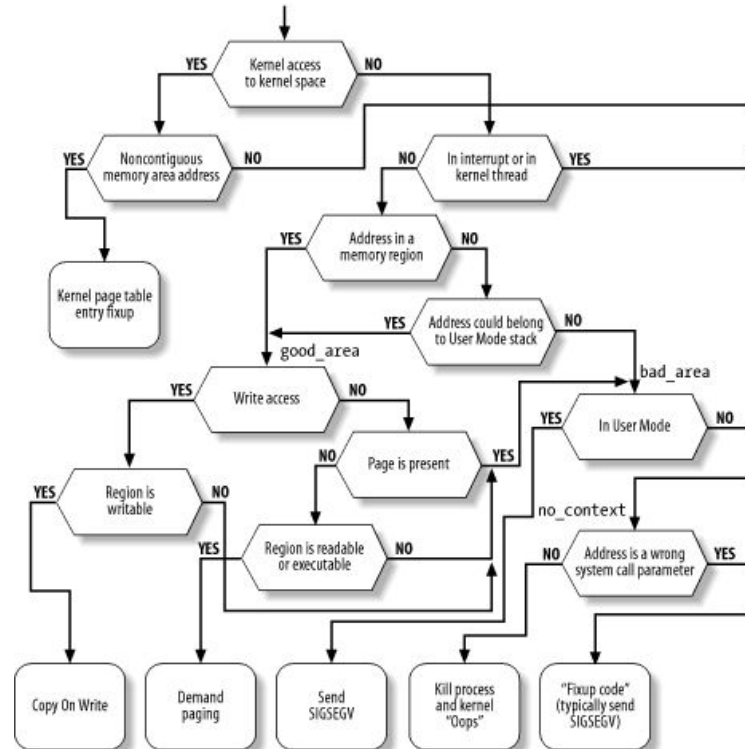 YES
Kernel access
to kernel space
NO
YES
Noncontiguous
memory area address
NO
NO
In interrupt or in
kernel thread
YES
YES
Address in a
memory region
NO
Kernel page table
entry fixup
YES
Address could belong
to User Mode stack
NO
good_area
bad_area
YES
Write access
NO
YES
In User Mode
NO
NO
Page is present
YES
YES
Region is
writable
NO
no_context
YES
Region is readable
or executable
NO
NO
Address is a wrong
system call parameter
YES
Copy On Write
Demand
paging
Send
SIGSEGV
Kill process
and kernel
"Oops"
"Fixup code"
(typically send
SIGSEGV)